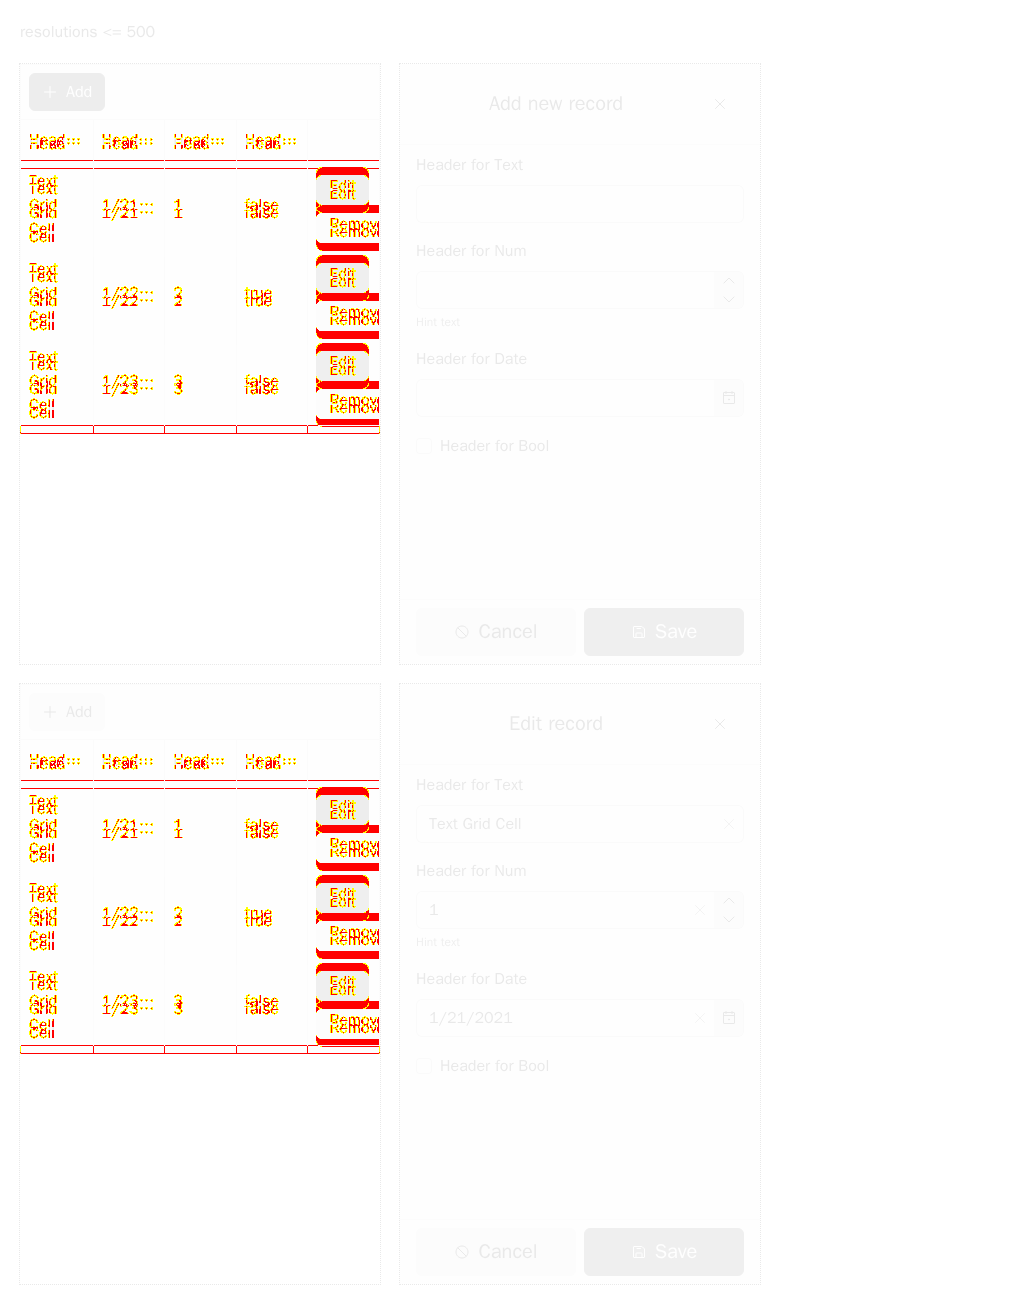 resolutions <= 500
Add
Head... Head... Head... Head...
Text Grid Cell 1/21... 1 false Edit Remov
Text Grid Cell 1/22... 2 true Edit Remov
Text Grid Cell 1/23... 3 false Edit Remov
Add new record
Header for Text
Header for Num
Hint text
Header for Date
Header for Bool
Cancel Save
Add
Head... Head... Head... Head...
Text Grid Cell 1/21... 1 false Edit Remov
Text Grid Cell 1/22... 2 true Edit Remov
Text Grid Cell 1/23... 3 false Edit Remov
Edit record
Header for Text
Text Grid Cell
Header for Num
1
Hint text
Header for Date
1/21/2021
Header for Bool
Cancel Save